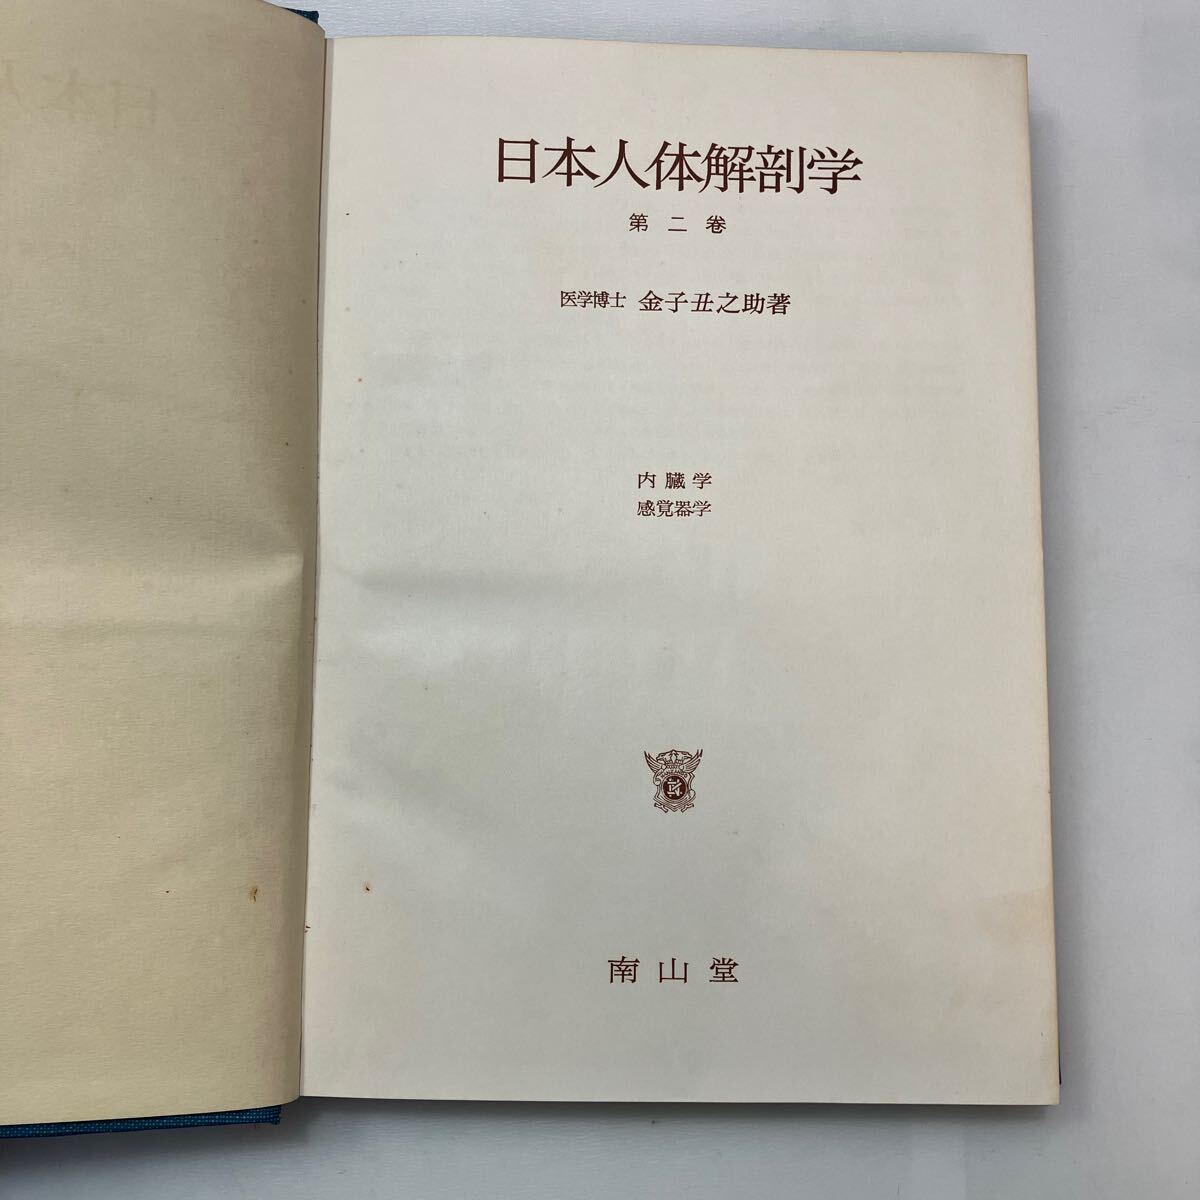 日本人体解剖学
第二巻
医学博士 金子丑之助著
内臓学
感覚器学
南山堂